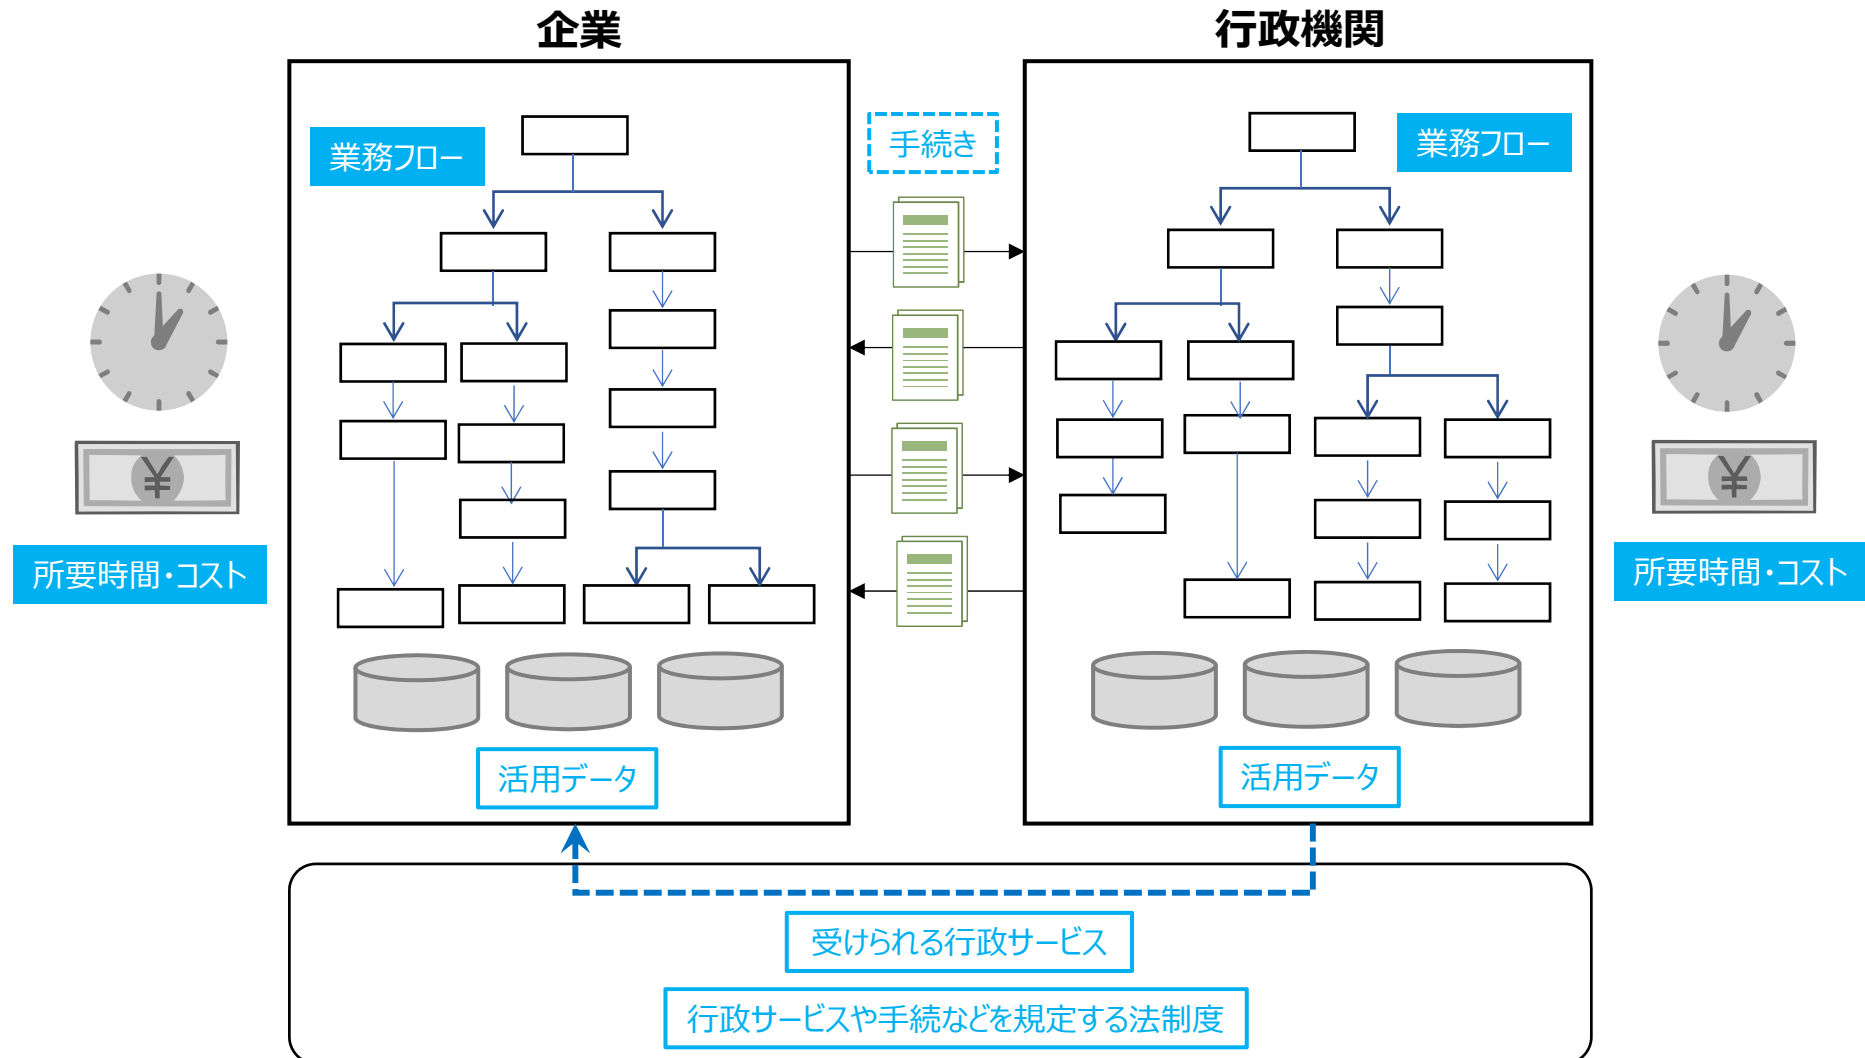 企業
行政機関
業務フロー
手続き
業務フロー
¥
¥
所要時間・コスト
所要時間・コスト
活用データ
活用データ
受けられる行政サービス
行政サービスや手続などを規定する法制度